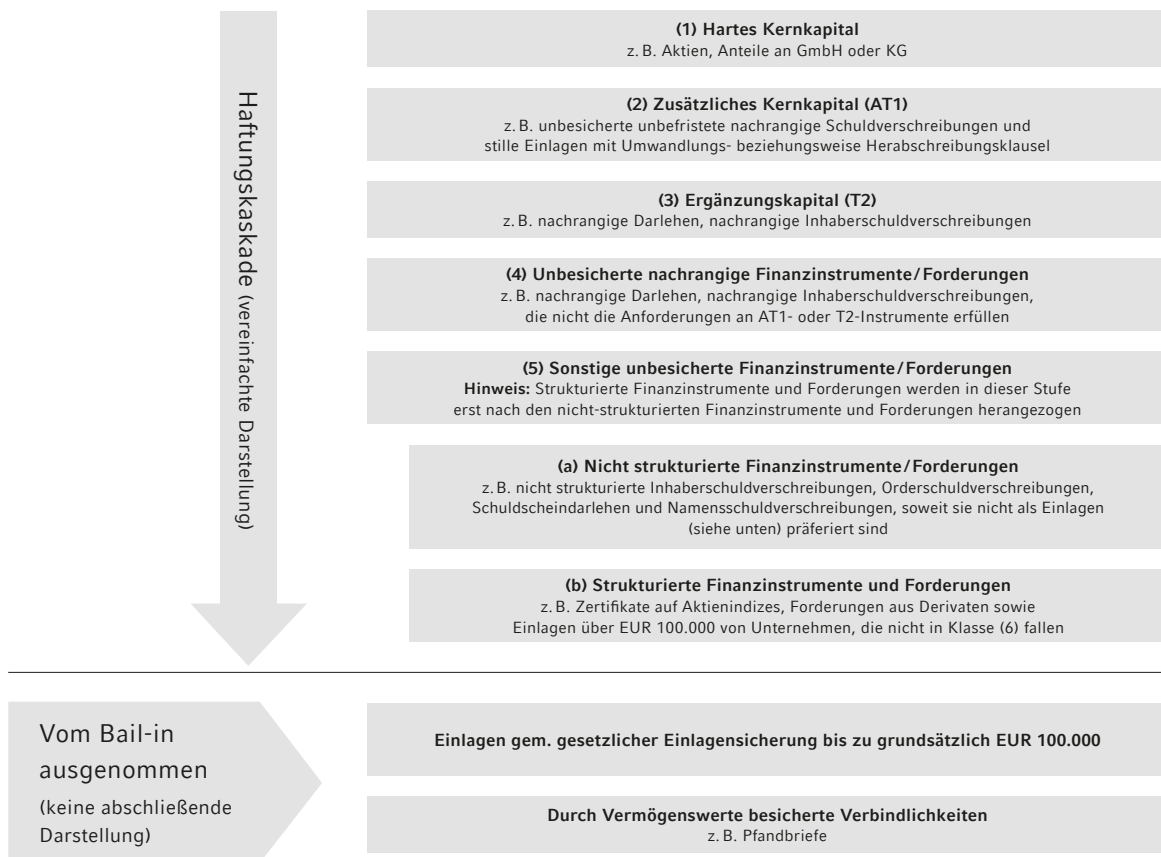 Haftungskaskade (vereinfachte Darstellung)
(1) Hartes Kernkapital
z. B. Aktien, Anteile an GmbH oder KG
(2) Zusätzliches Kernkapital (AT1)
z. B. unbesicherte unbefristete nachrangige Schuldverschreibungen und
stille Einlagen mit Umwandlungs- beziehungsweise Herabschreibungsklausel
(3) Ergänzungskapital (T2)
z. B. nachrangige Darlehen, nachrangige Inhaberschuldverschreibungen
(4) Unbesicherte nachrangige Finanzinstrumente/Forderungen
z. B. nachrangige Darlehen, nachrangige Inhaberschuldverschreibungen,
die nicht die Anforderungen an AT1- oder T2-Instrumente erfüllen
(5) Sonstige unbesicherte Finanzinstrumente/Forderungen
Hinweis: Strukturierte Finanzinstrumente und Forderungen werden in dieser Stufe
erst nach den nicht-strukturierten Finanzinstrumente und Forderungen herangezogen
(a) Nicht strukturierte Finanzinstrumente/Forderungen
z. B. nicht strukturierte Inhaberschuldverschreibungen, Orderschuldverschreibungen,
Schuldscheindarlehen und Namensschuldverschreibungen, soweit sie nicht als Einlagen
(siehe unten) präferiert sind
(b) Strukturierte Finanzinstrumente und Forderungen
z. B. Zertifikate auf Aktienindizes, Forderungen aus Derivaten sowie
Einlagen über EUR 100.000 von Unternehmen, die nicht in Klasse (6) fallen
Vom Bail-in
ausgenommen
(keine abschließende
Darstellung)
Einlagen gem. gesetzlicher Einlagensicherung bis zu grundsätzlich EUR 100.000
Durch Vermögenswerte besicherte Verbindlichkeiten
z. B. Pfandbriefe